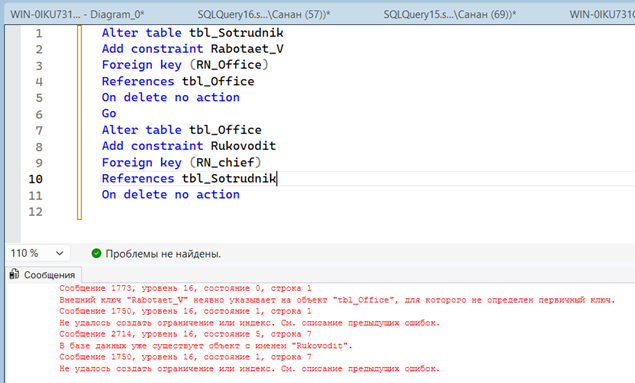 WIN-0IKU731... - Diagram_0* SQLQuery16.s...\Санан (57))* SQLQuery15.s...\Санан (69))* WIN-0IKU731
1 Alter table tbl_Sotrudnik
2 Add constraint Rabotaet_V
3 Foreign key (RN_Office)
4 References tbl_Office
5 On delete no action
6 Go
7 Alter table tbl_Office
8 Add constraint Rukovodit
9 Foreign key (RN_chief)
10 References tbl_Sotrudnik
11 On delete no action
12
110 % Проблемы не найдены.
Сообщения
Сообщение 1773, уровень 16, состояние 0, строка 1
Внешний ключ "Rabotaet_V" неявно указывает на объект "tbl_Office", для которого не определен первичный ключ.
Сообщение 1750, уровень 16, состояние 1, строка 1
Не удалось создать ограничение или индекс. См. описание предыдущих ошибок.
Сообщение 2714, уровень 16, состояние 5, строка 7
В базе данных уже существует объект с именем "Rukovodit".
Сообщение 1750, уровень 16, состояние 1, строка 7
Не удалось создать ограничение или индекс. См. описание предыдущих ошибок.